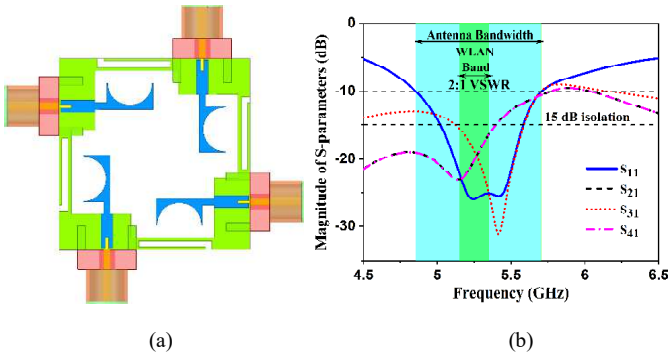 Magnitude of S-parameters (dB)
0
-10
-20
-30
Antenna Bandwidth
WLAN
Band
2:1 VSWR
15 dB isolation
S11
S21
S31
S41
4.5 5 5.5 6 6.5
Frequency (GHz)
(a) (b)